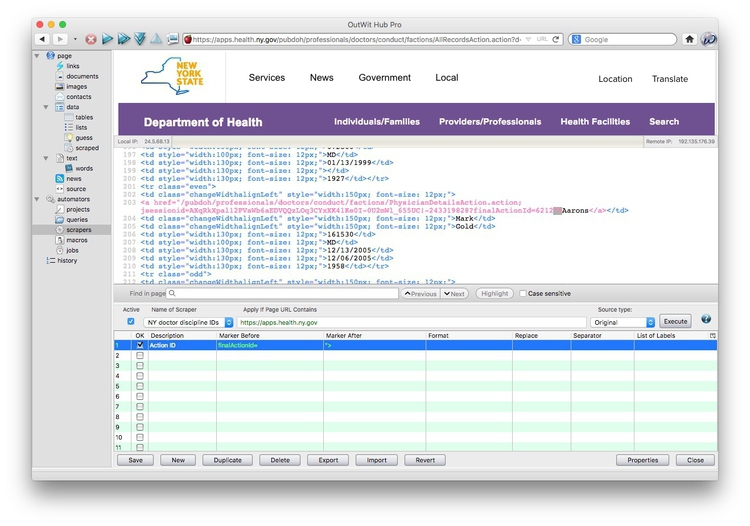 OutWit Hub Pro
https://apps.health.ny.gov/pubdoh/professionals/doctors/conduct/factions/AllRecordsAction.action?d- URL Google
page
links
documents
images
contacts
data
tables
lists
guess
scraped
text
words
news
source
automators
projects
queries
scrapers
macros
jobs
history
NEW YORK STATE
Services News Government Local Location Translate
Department of Health Individuals/Families Providers/Professionals Health Facilities Search
Local IP: 24.5.68.13 Remote IP: 192.135.176.39
197 <td style="width:100px; font-size: 12px;">MD</td>
198 <td style="width:130px; font-size: 12px;">01/13/1999</td>
199 <td style="width:130px; font-size: 12px;"></td>
200 <td style="width:130px; font-size: 12px;">1927</td></tr>
201 <tr class="even">
202 <td class="changeWidthalignLeft" style="width:150px; font-size: 12px;">
203 <a href="/pubdoh/professionals/doctors/conduct/factions/PhysicianDetailsAction.action;
204 <td class="changeWidthalignLeft" style="width:150px; font-size: 12px;">Mark</td>
205 <td class="changeWidthalignLeft" style="width:150px; font-size: 12px;">Gold</td>
206 <td style="width:100px; font-size: 12px;">161530</td>
207 <td style="width:100px; font-size: 12px;">MD</td>
208 <td style="width:130px; font-size: 12px;">12/13/2005</td>
209 <td style="width:130px; font-size: 12px;">12/06/2005</td>
210 <td style="width:130px; font-size: 12px;">1958</td></tr>
211 <tr class="odd">
212 <td class="changeWidthalignLeft" style="width:150px; font-size: 12px;">
Find in page Previous Next Highlight Case sensitive
Active Name of Scraper Apply If Page URL Contains Source type:
NY doctor discipline IDs https://apps.health.ny.gov Original Execute
OK Description Marker Before Marker After Format Replace Separator List of Labels
1 Action ID finalActionId= ">
2
3
4
5
6
7
8
9
10
11
Save New Duplicate Delete Export Import Revert Properties Close